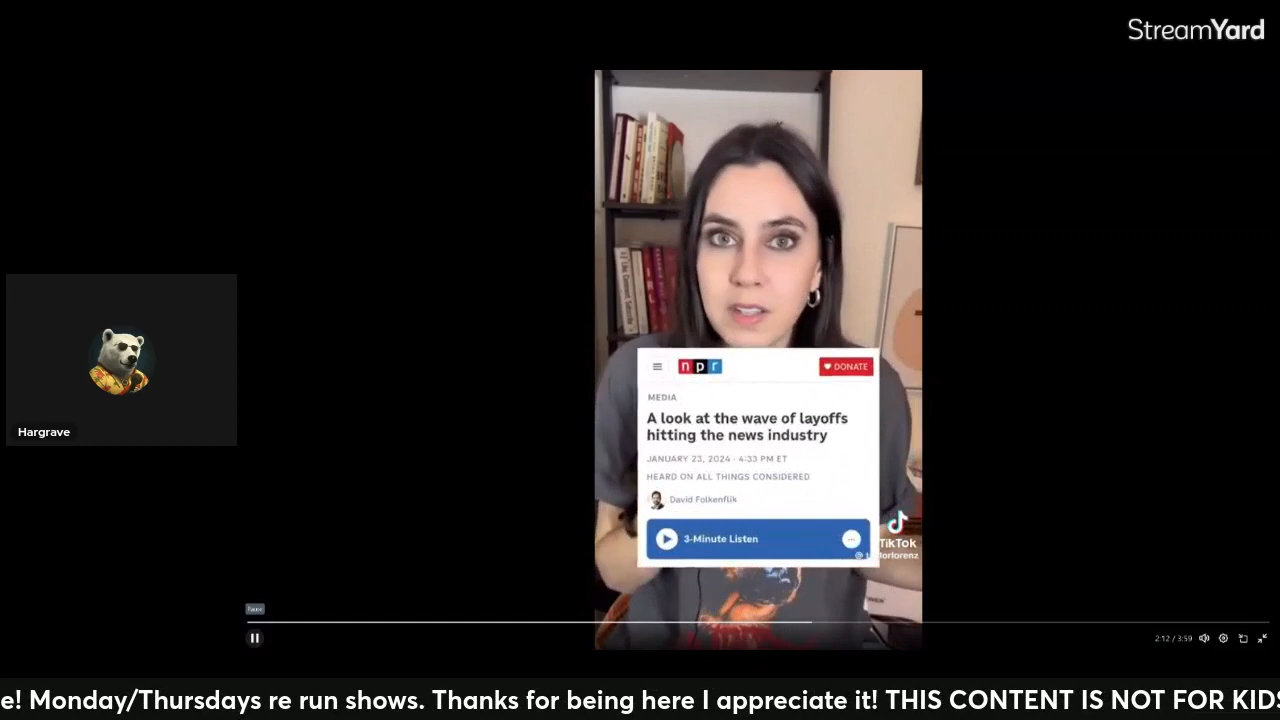 StreamYard
npr
DONATE
MEDIA
A look at the wave of layoffs
hitting the news industry
JANUARY 23, 2024 · 4:33 PM ET
HEARD ON ALL THINGS CONSIDERED
David Folkenflik
3-Minute Listen
TikTok
Hargrave
Pause
2:12 / 3:59
e! Monday/Thursdays re run shows. Thanks for being here I appreciate it! THIS CONTENT IS NOT FOR KIDS